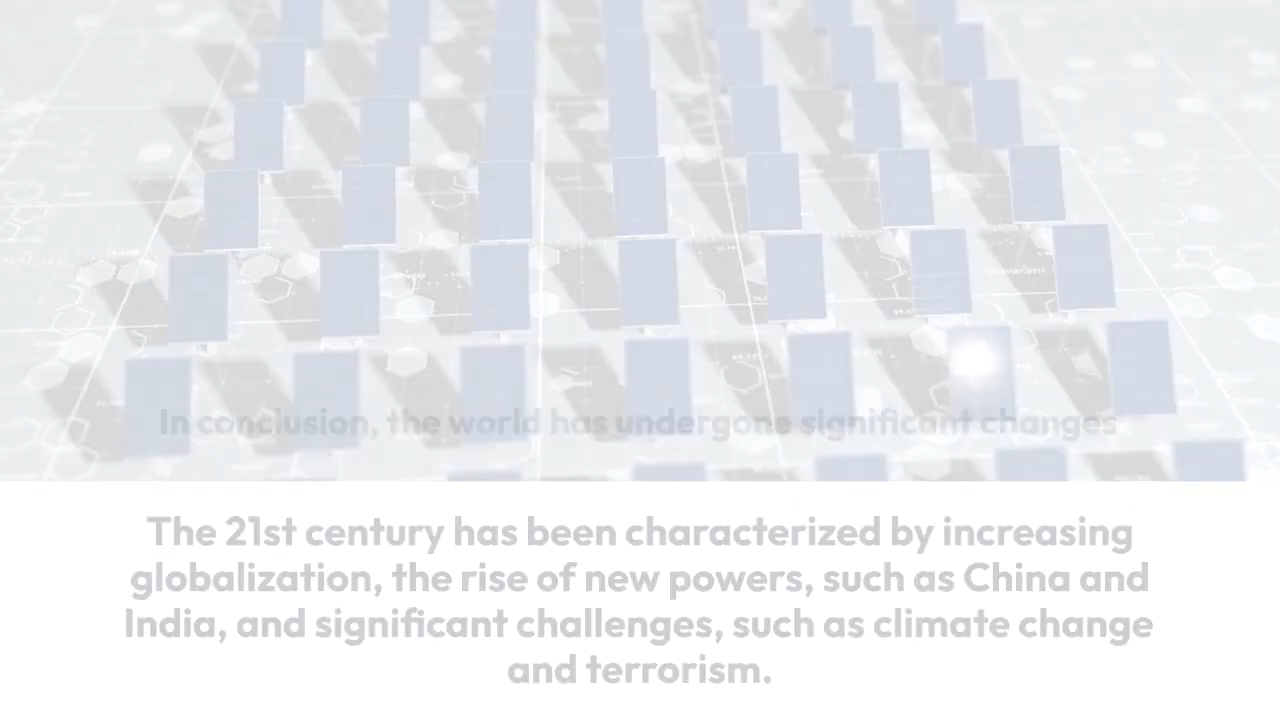 In conclusion, the world has undergone significant changes
The 21st century has been characterized by increasing
globalization, the rise of new powers, such as China and
India, and significant challenges, such as climate change
and terrorism.